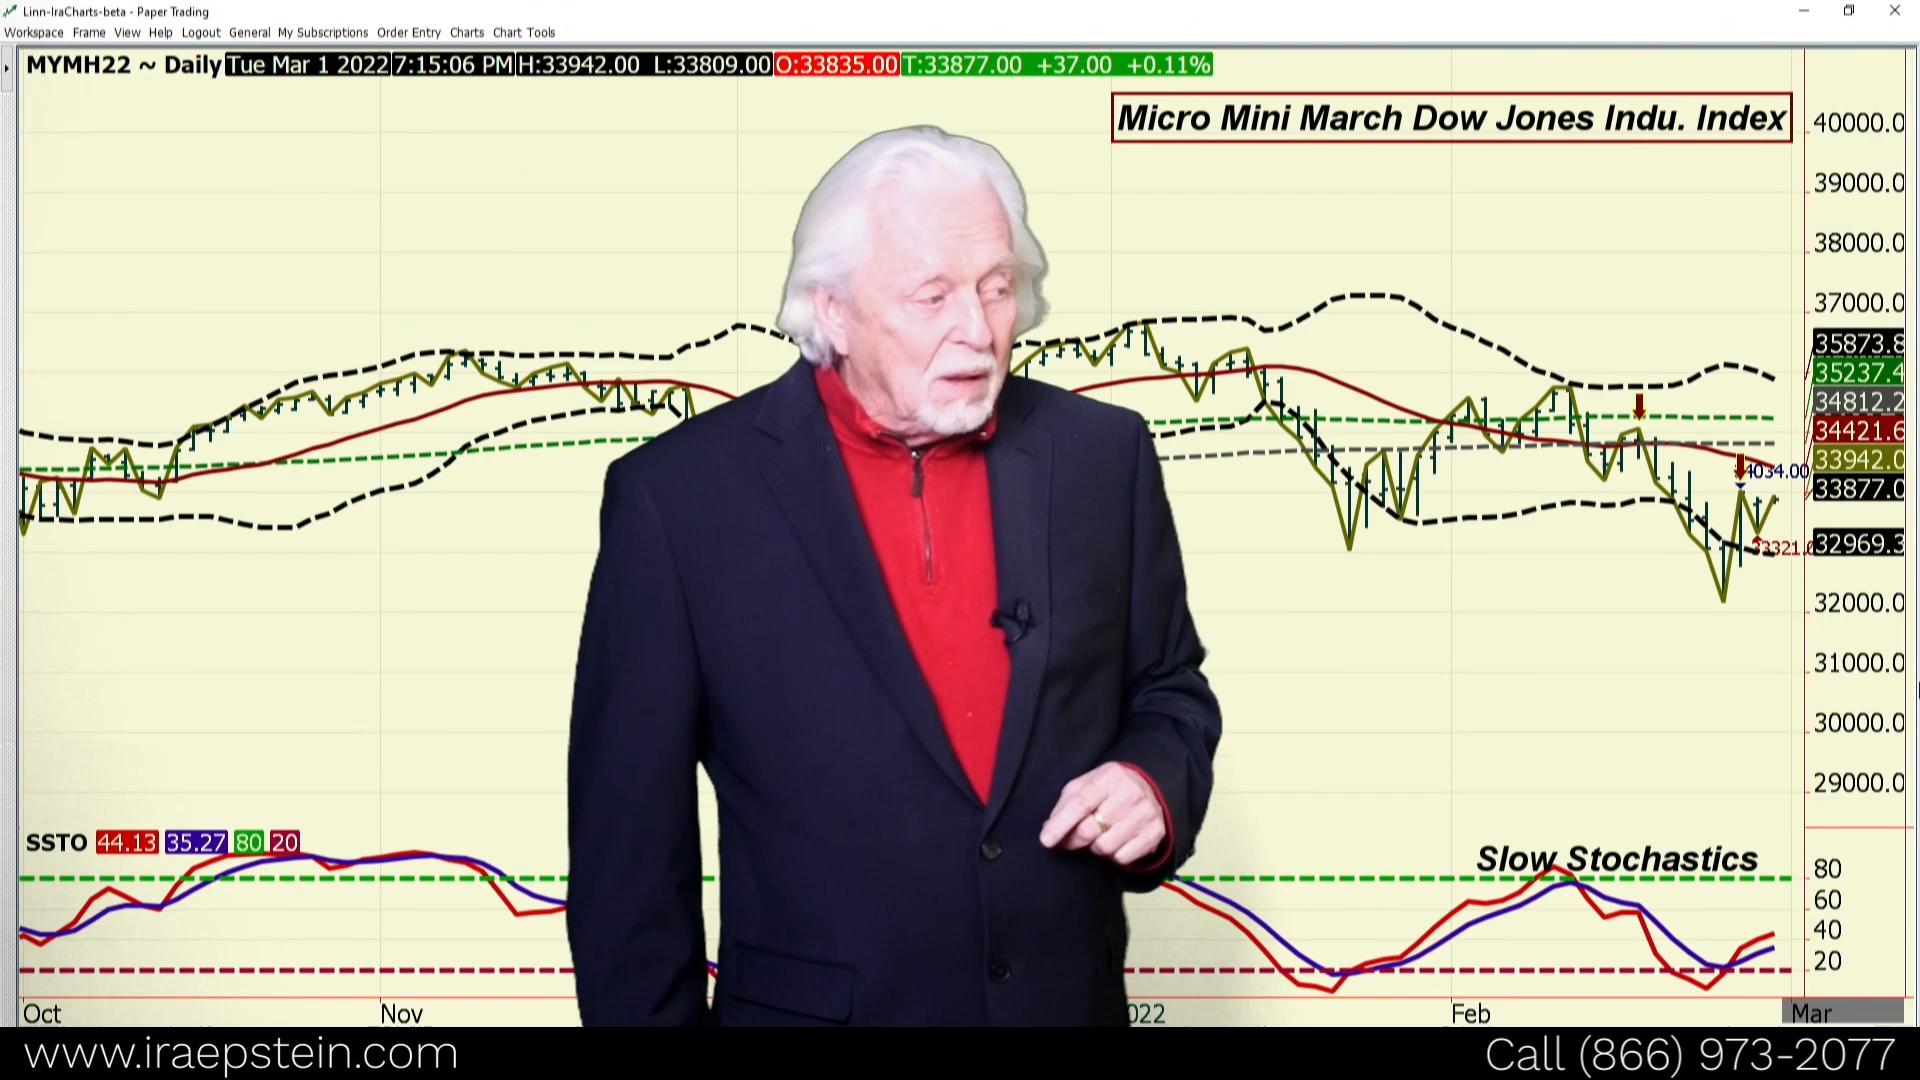 Linn-IraCharts-beta - Paper Trading
Workspace Frame View Help Logout General My Subscriptions Order Entry Charts Chart Tools
MYMH22 ~ Daily Tue Mar 1 2022 7:15:06 PM H:33942.00 L:33809.00 O:33835.00 T:33877.00 +37.00 +0.11%
Micro Mini March Dow Jones Indu. Index
40000.0
39000.0
38000.0
37000.0
35873.8
35237.4
34812.2
34421.6
33942.0
4034.00
33877.0
33321.0
32969.3
32000.0
31000.0
30000.0
29000.0
SSTO 44.13 35.27 80 20
Slow Stochastics
80
60
40
20
Oct Nov 022 Feb Mar
www.iraepstein.com Call (866) 973-2077